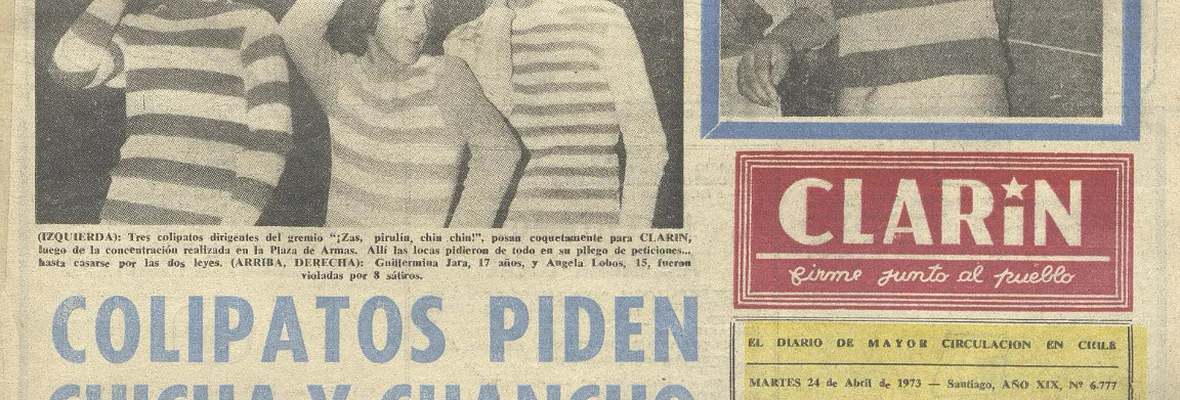 (IZQUIERDA): Tres colipatos dirigentes del gremio "¡Zas, pirulín, chin chin!", posan coquetamente para CLARIN,
luego de la concentración realizada en la Plaza de Armas. Allí las locas pidieron de todo en su pliego de peticiones...
hasta casarse por las dos leyes. (ARRIBA, DERECHA): Guillermina Jara, 17 años, y Angela Lobos, 15, fueron
violadas por 8 sátiros.
COLIPATOS PIDEN
CHICHA Y CHANCHO
CLARIN
firme junto al pueblo
EL DIARIO DE MAYOR CIRCULACION EN CHILE
MARTES 24 de Abril de 1973 — Santiago, AÑO XIX, Nº 6.777